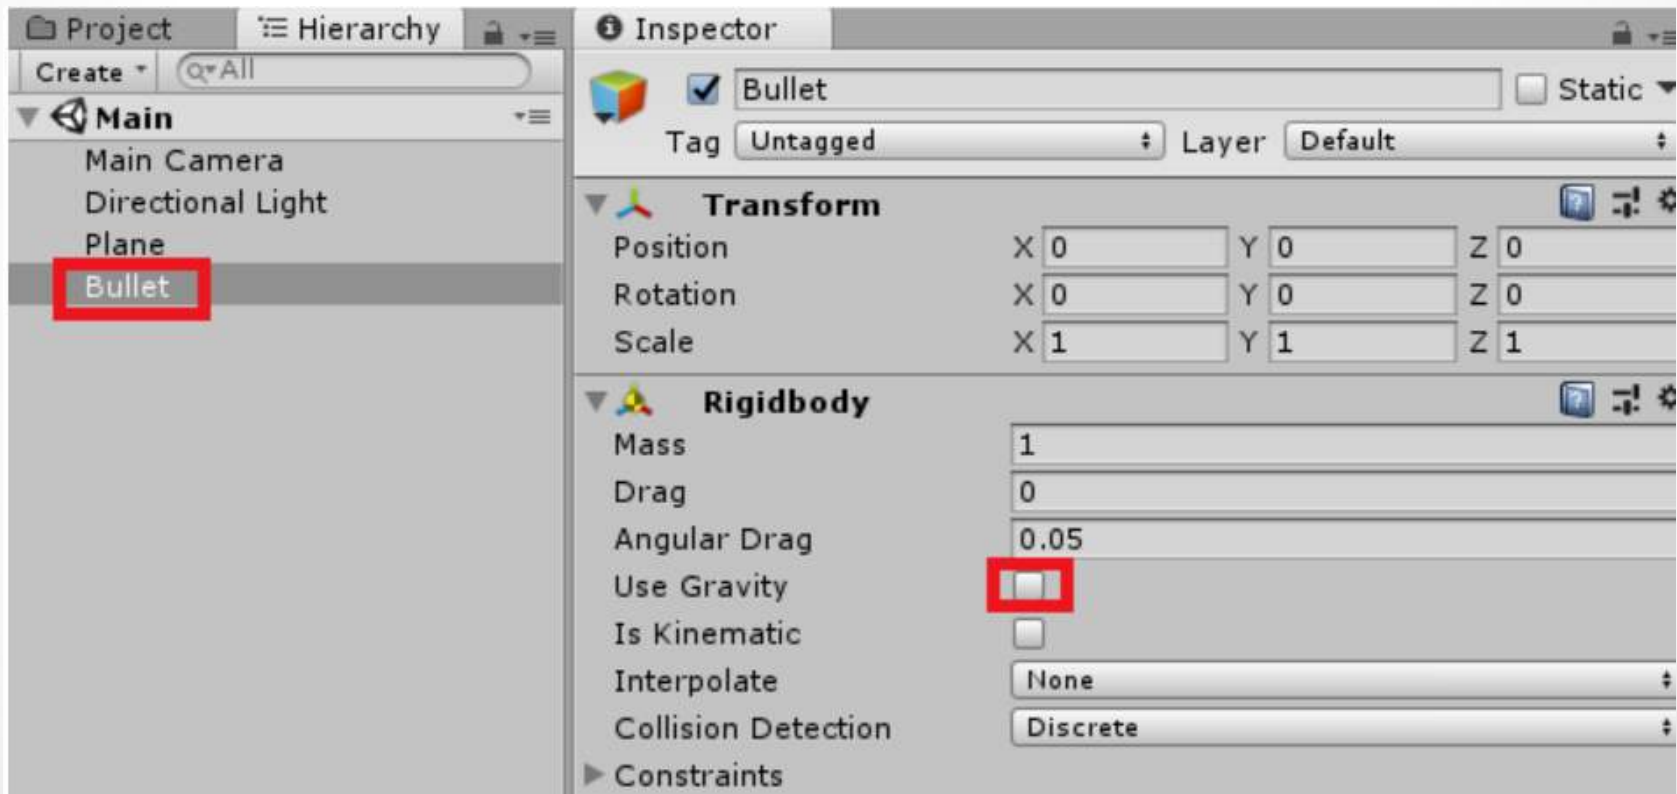 Project Hierarchy
Create All
Main
Main Camera
Directional Light
Plane
Bullet
Inspector
Bullet Static
Tag Untagged Layer Default
Transform
Position X 0 Y 0 Z 0
Rotation X 0 Y 0 Z 0
Scale X 1 Y 1 Z 1
Rigidbody
Mass 1
Drag 0
Angular Drag 0.05
Use Gravity
Is Kinematic
Interpolate None
Collision Detection Discrete
Constraints